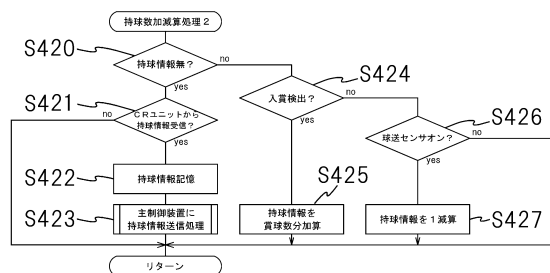 持球数加減算処理２
S420
持球情報無？
no
yes
S421
CRユニットから
持球情報受信？
no
yes
S422
持球情報記憶
S423
主制御装置に
持球情報送信処理
リターン
S424
入賞検出？
no
yes
S425
持球情報を
賞球数分加算
S426
球送センサオン？
no
yes
持球情報を１減算
S427